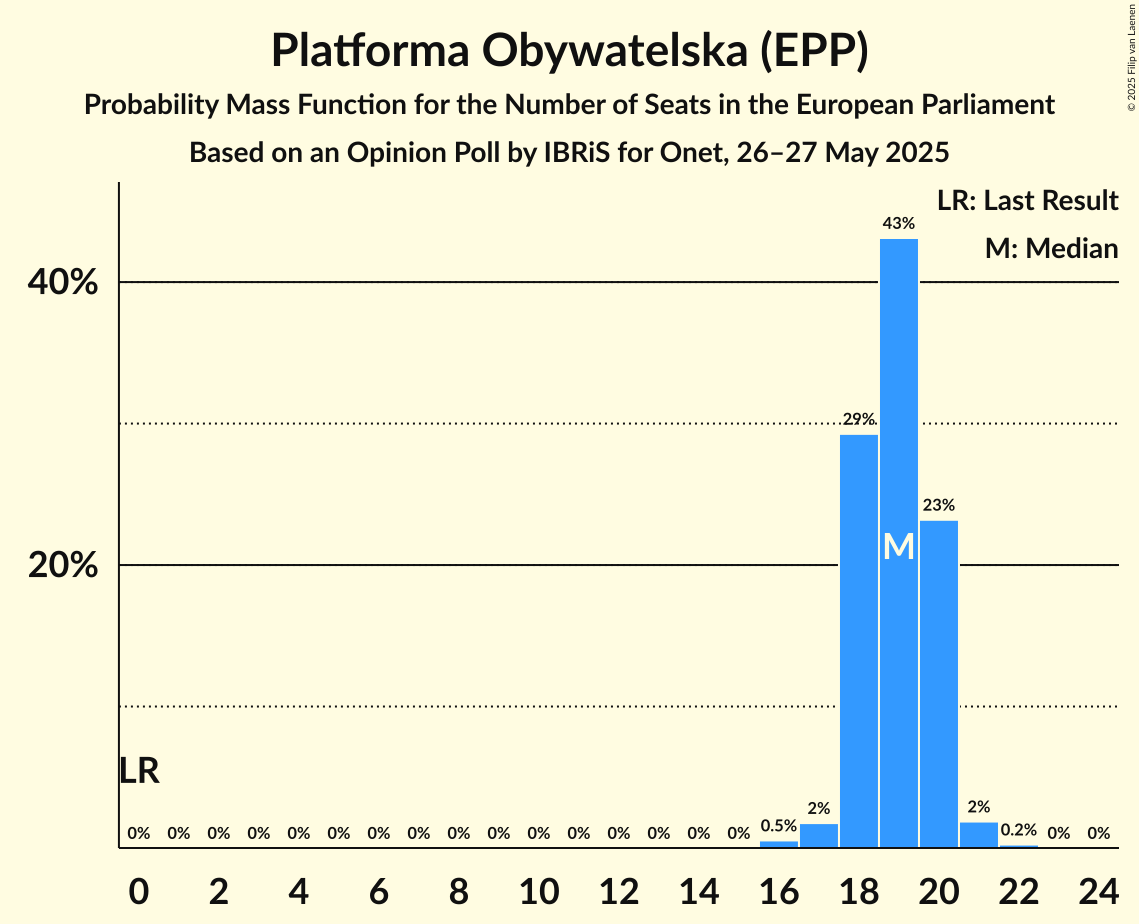 Platforma Obywatelska (EPP)
Probability Mass Function for the Number of Seats in the European Parliament
Based on an Opinion Poll by IBRiS for Onet, 26–27 May 2025
© 2025 Filip van Laenen
LR: Last Result
M: Median
43%
40%
29%
23%
M
20%
LR
0% 0% 0% 0% 0% 0% 0% 0% 0% 0% 0% 0% 0% 0% 0% 0% 0.5% 2% 2% 0.2% 0% 0%
0 2 4 6 8 10 12 14 16 18 20 22 24